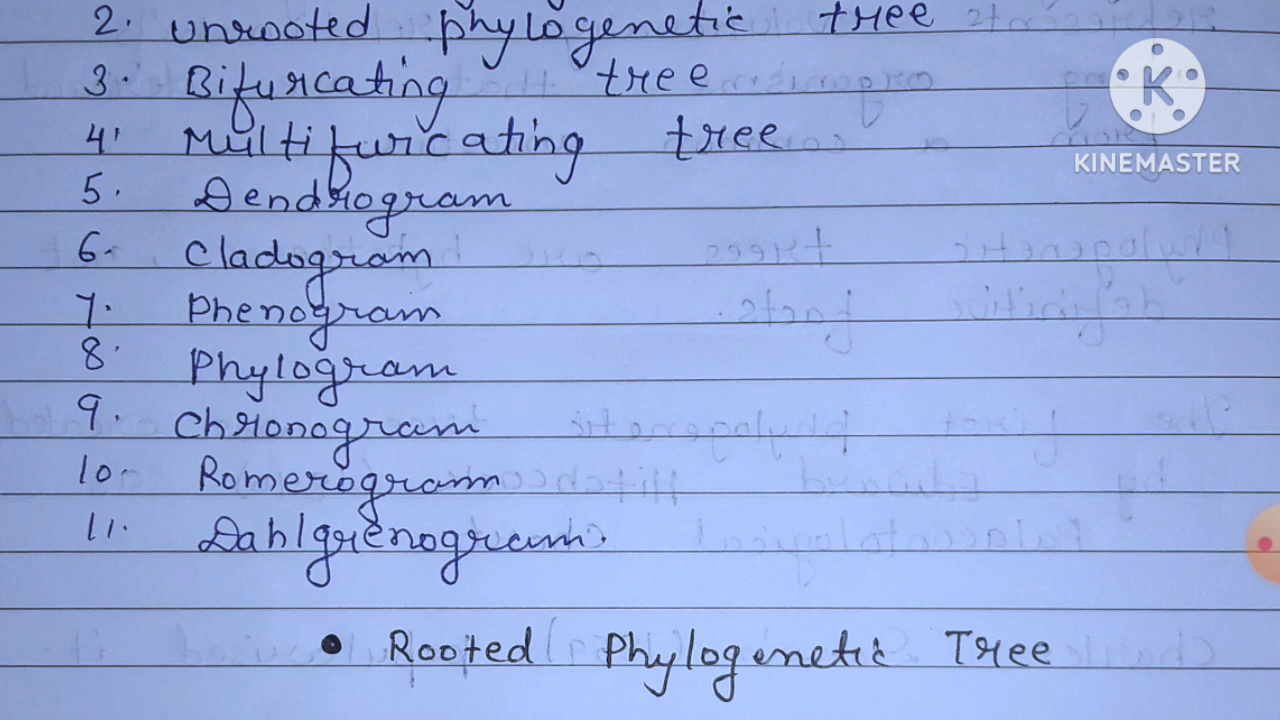 2. unrooted phylogenetic tree
3. Bifurcating tree
4. Multifurcating tree
5. Dendrogram
6. Cladogram
7. Phenogram
8. Phylogram
9. Chronogram
10. Romerogram
11. Dahlgrenogram.
• Rooted Phylogenetic Tree
K
KINEMASTER